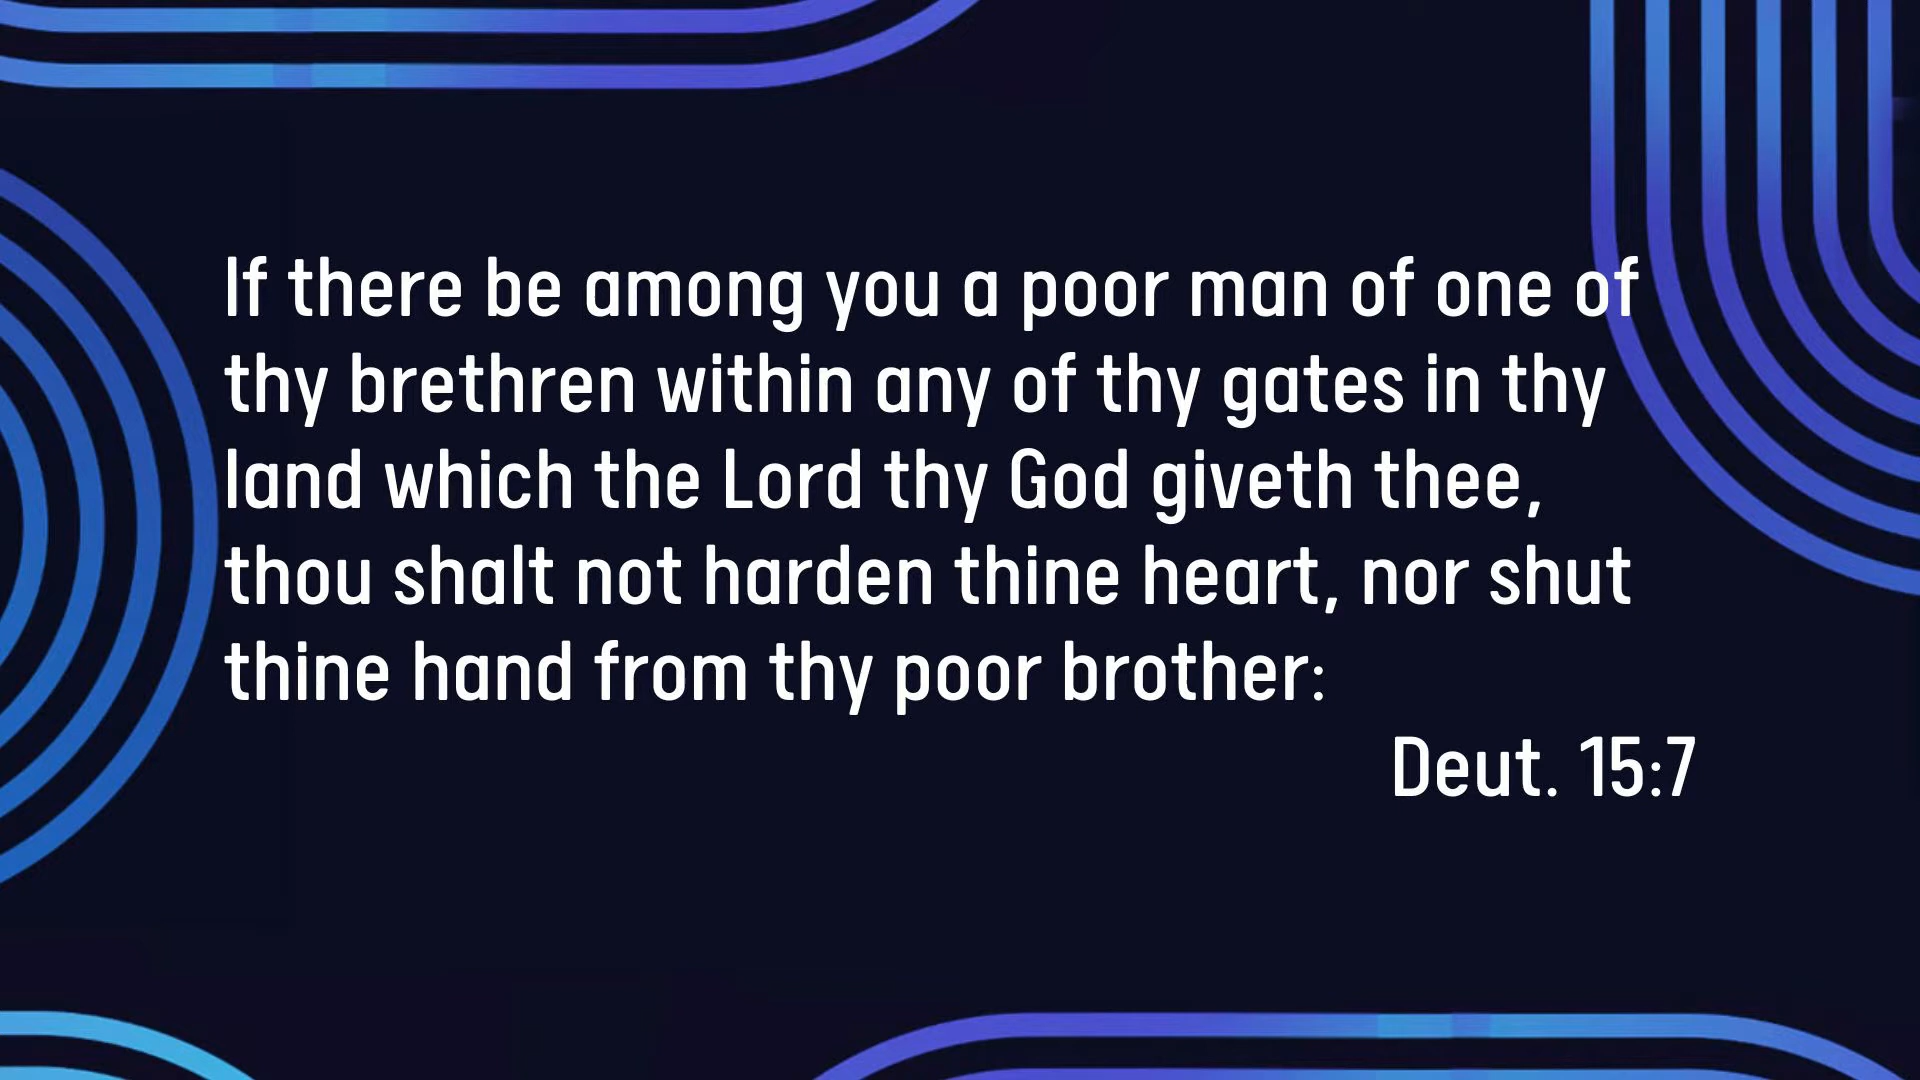 If there be among you a poor man of one of
thy brethren within any of thy gates in thy
land which the Lord thy God giveth thee,
thou shalt not harden thine heart, nor shut
thine hand from thy poor brother:
Deut. 15:7